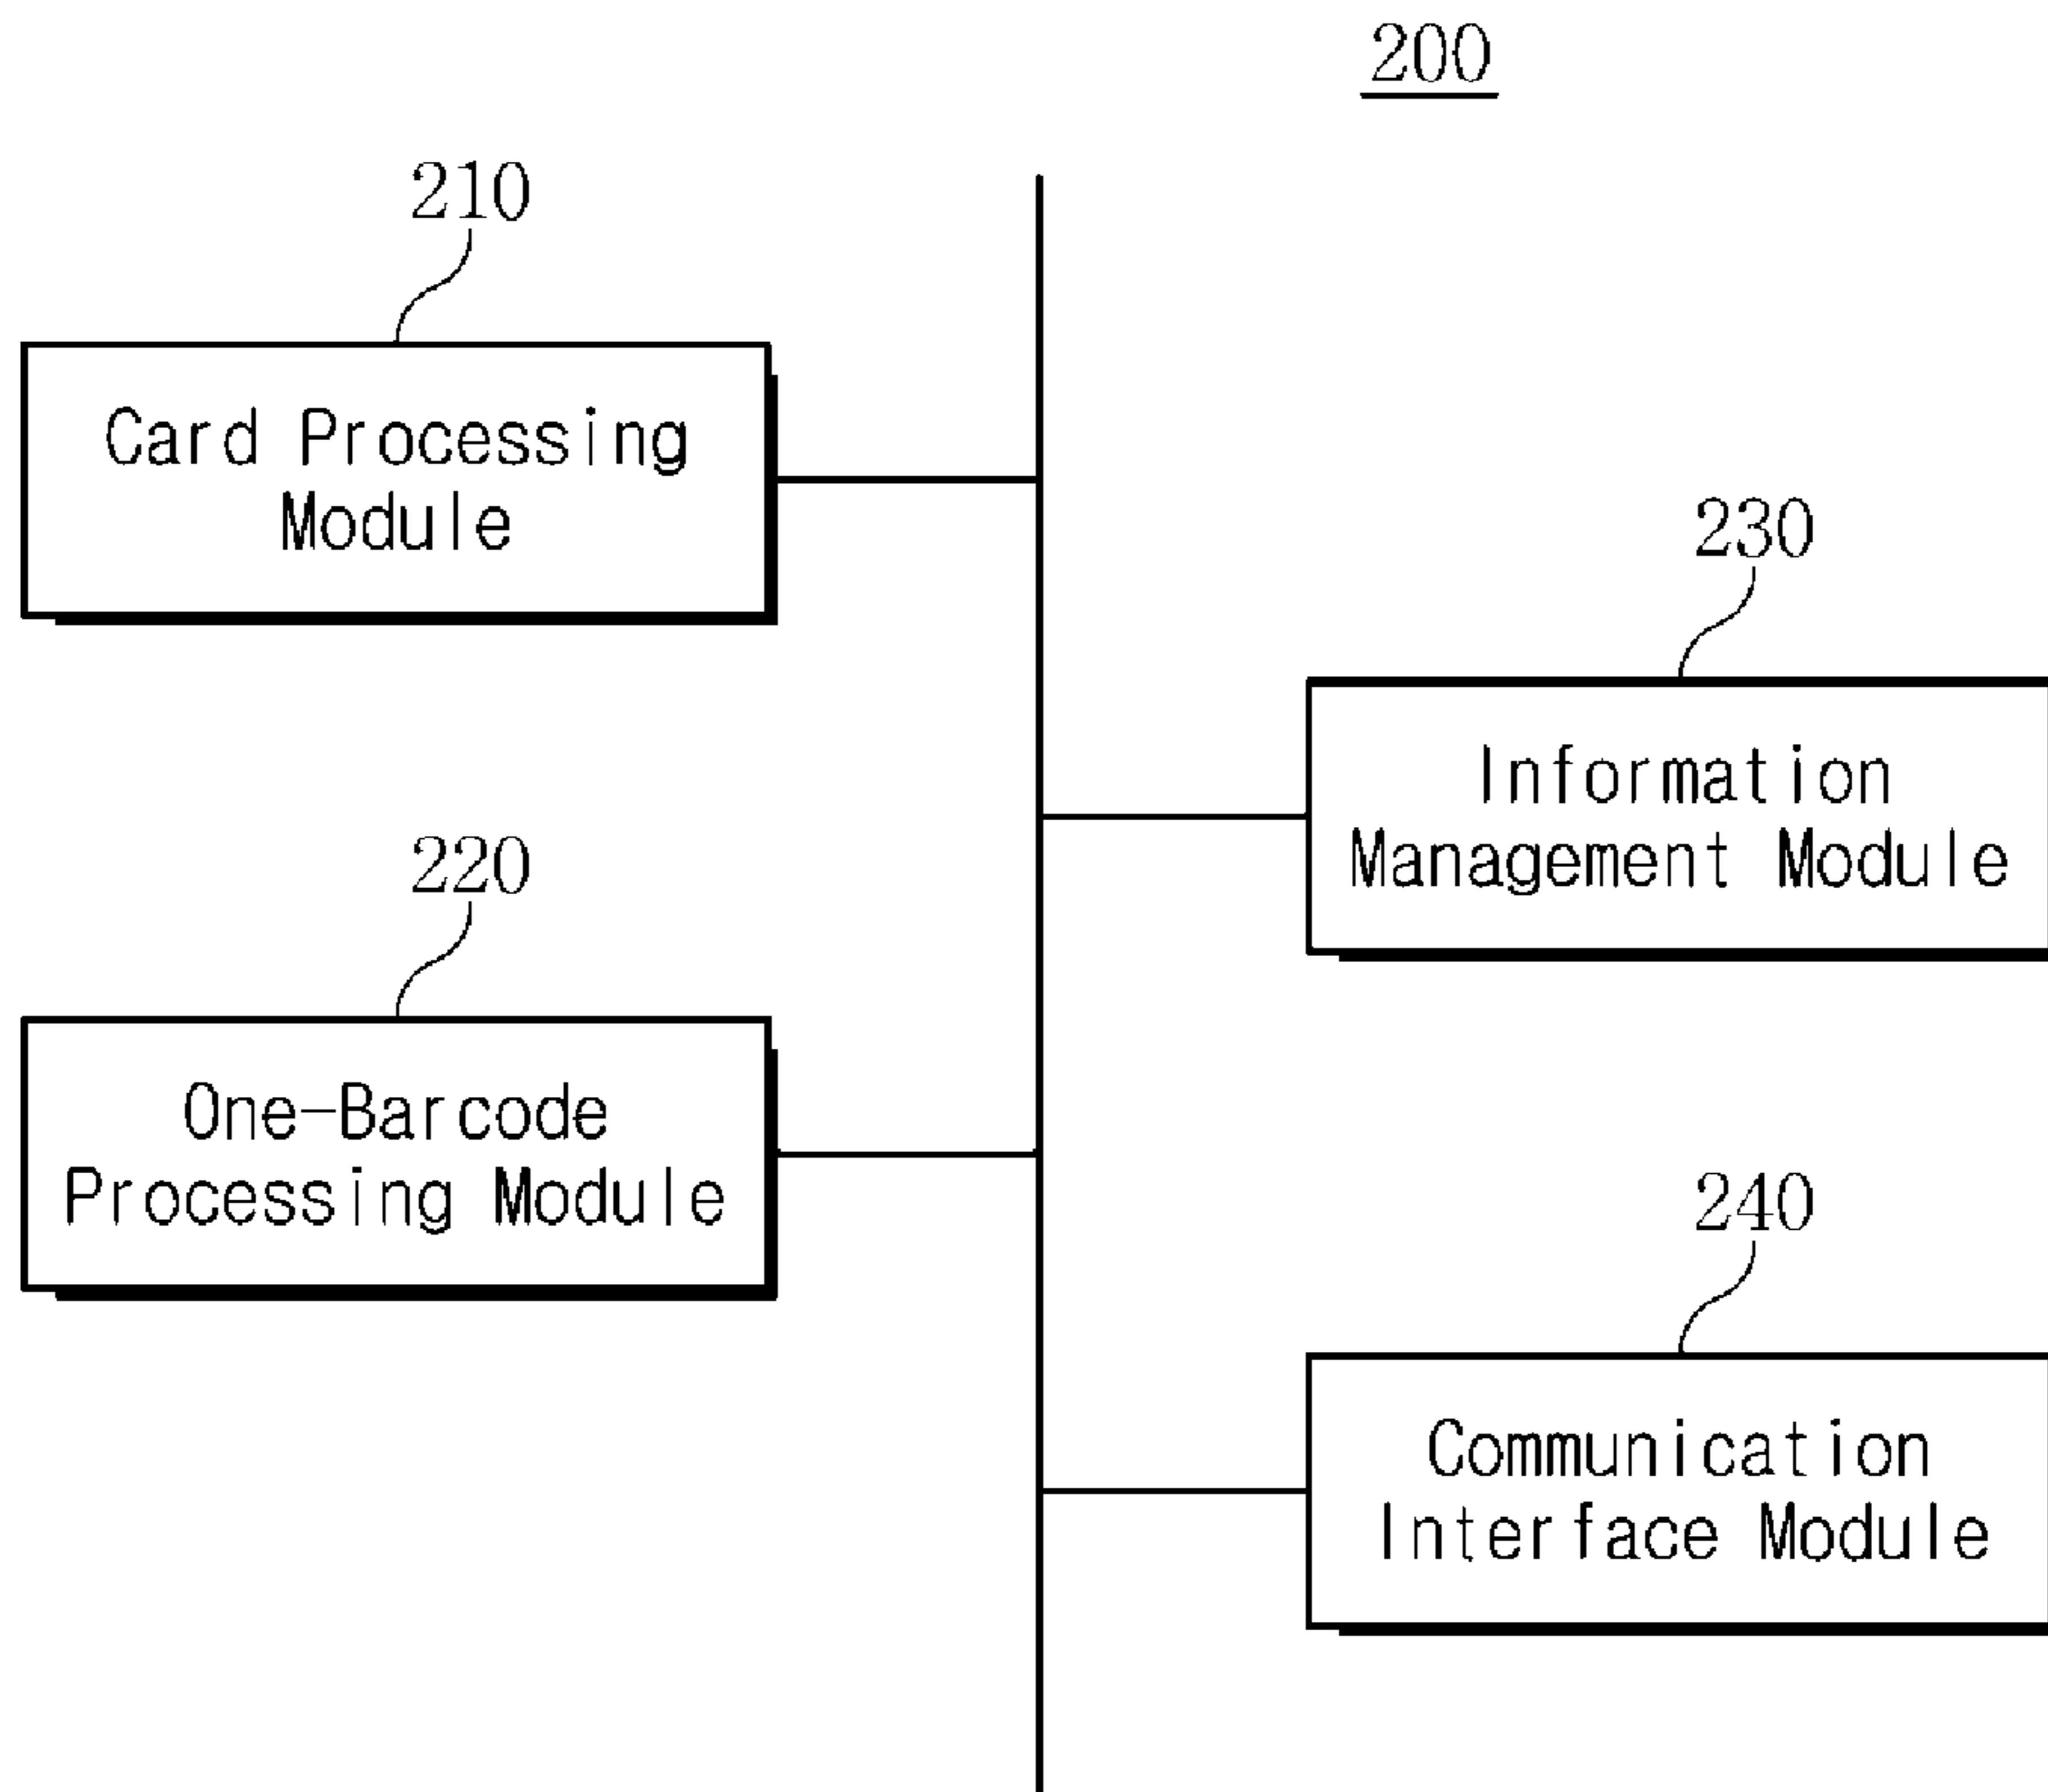 200
210
Card Processing
Module
230
Information
Management Module
220
One-Barcode
Processing Module
240
Communication
Interface Module